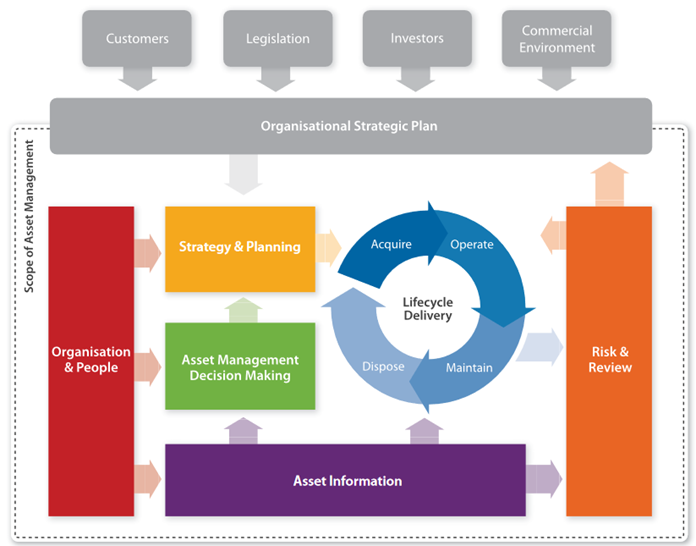 Customers
Legislation
Investors
Commercial
Environment
Organisational Strategic Plan
Scope of Asset Management
Strategy & Planning
Acquire
Operate
Lifecycle
Delivery
Organisation
& People
Asset Management
Decision Making
Dispose
Maintain
Risk &
Review
Asset Information